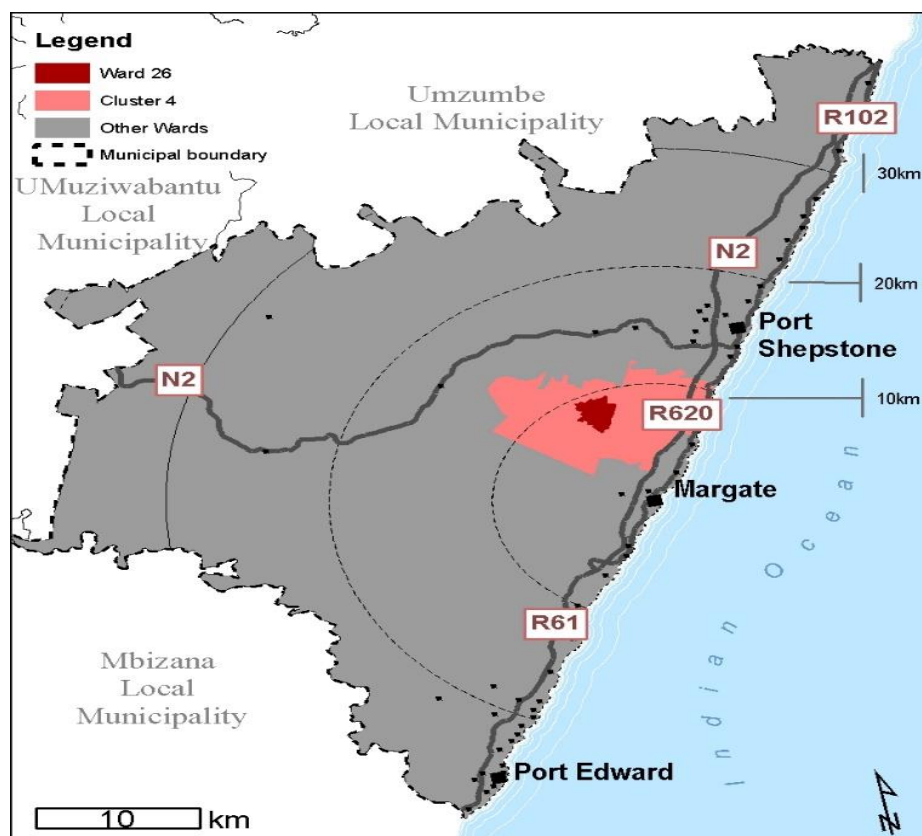 Legend
Ward 26
Cluster 4
Other Wards
Municipal boundary
Umzumbe
Local Municipality
UMuziwabantu
Local
Municipality
R102
30km
N2
20km
Port
Shepstone
N2
10km
R620
Margate
Indian Ocean
R61
Mbizana
Local
Municipality
Port Edward
10 km
N